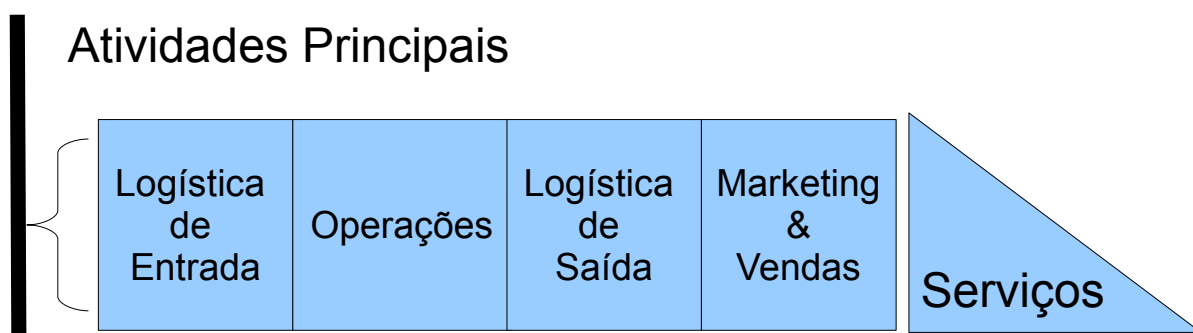 Atividades Principais
Logística
de
Entrada
Operações
Logística
de
Saída
Marketing
&
Vendas
Serviços